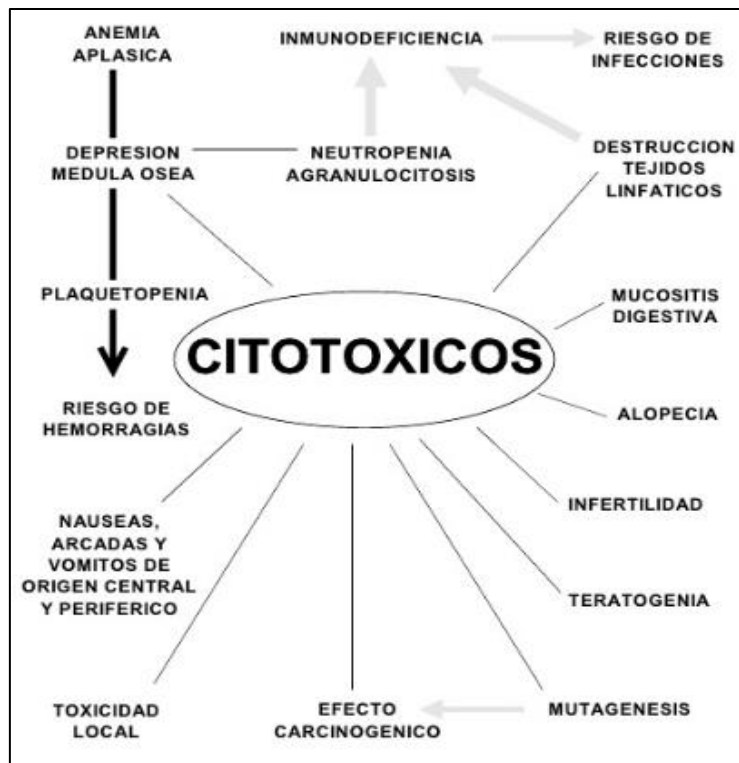 ANEMIA
APLASICA
INMUNODEFICIENCIA
RIESGO DE
INFECCIONES
DEPRESION
MEDULA OSEA
NEUTROPENIA
AGRANULOCITOSIS
DESTRUCCION
TEJIDOS
LINFATICOS
PLAQUETOPENIA
MUCOSITIS
DIGESTIVA
CITOTOXICOS
RIESGO DE
HEMORRAGIAS
ALOPECIA
INFERTILIDAD
NAUSEAS,
ARCADAS Y
VOMITOS DE
ORIGEN CENTRAL
Y PERIFERICO
TERATOGENIA
TOXICIDAD
LOCAL
EFECTO
CARCINOGENICO
MUTAGENESIS